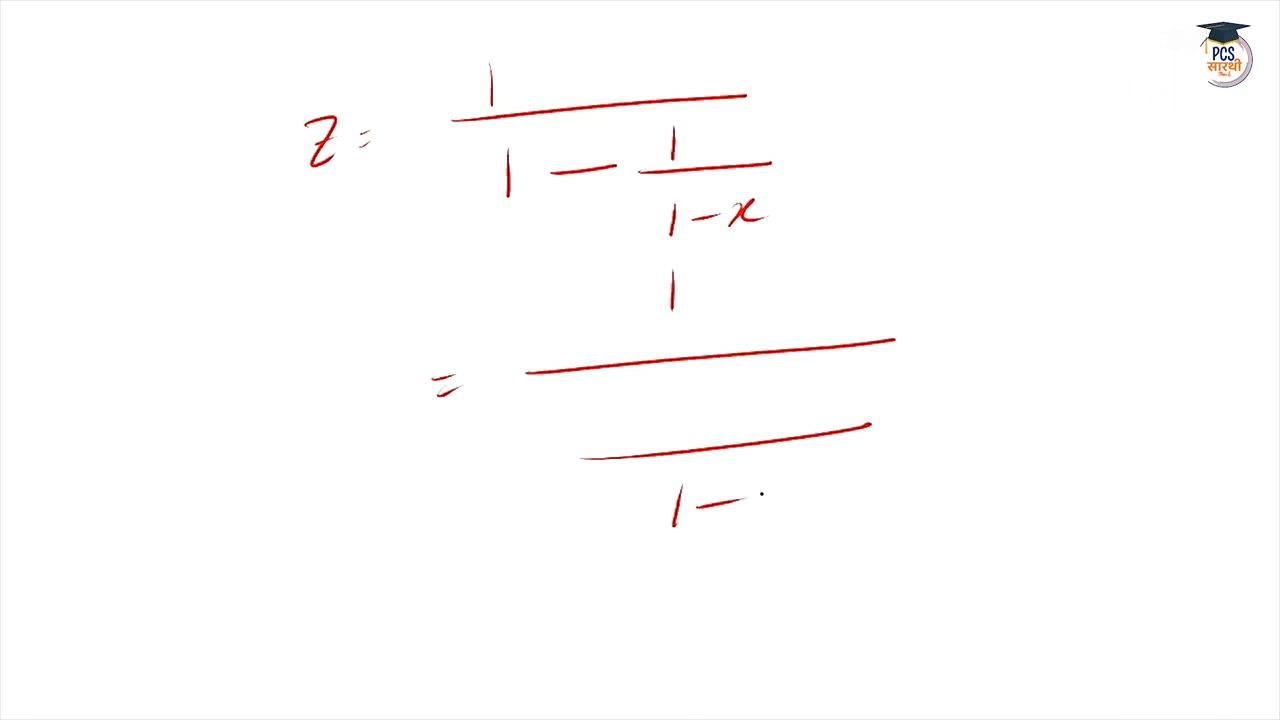 PCS
सारथी
z = 1
1 - 1
1 - x
= 1
1 -